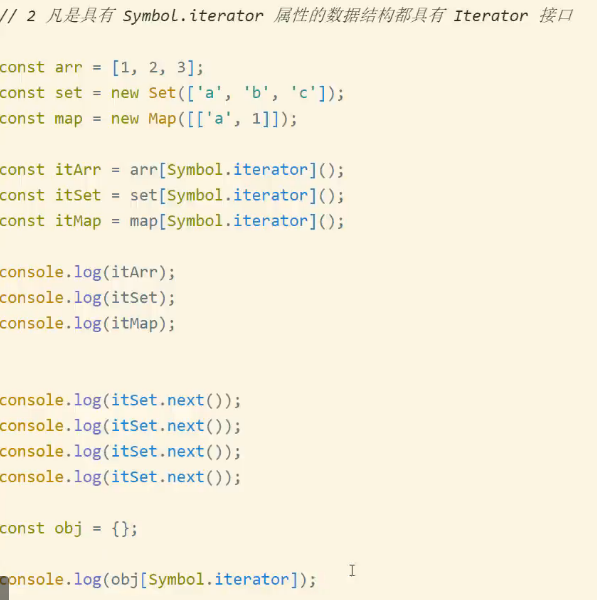 // 2 凡是具有 Symbol.iterator 属性的数据结构都具有 Iterator 接口
const arr = [1, 2, 3];
const set = new Set(['a', 'b', 'c']);
const map = new Map([['a', 1]]);
const itArr = arr[Symbol.iterator]();
const itSet = set[Symbol.iterator]();
const itMap = map[Symbol.iterator]();
console.log(itArr);
console.log(itSet);
console.log(itMap);
console.log(itSet.next());
console.log(itSet.next());
console.log(itSet.next());
console.log(itSet.next());
const obj = {};
console.log(obj[Symbol.iterator]);